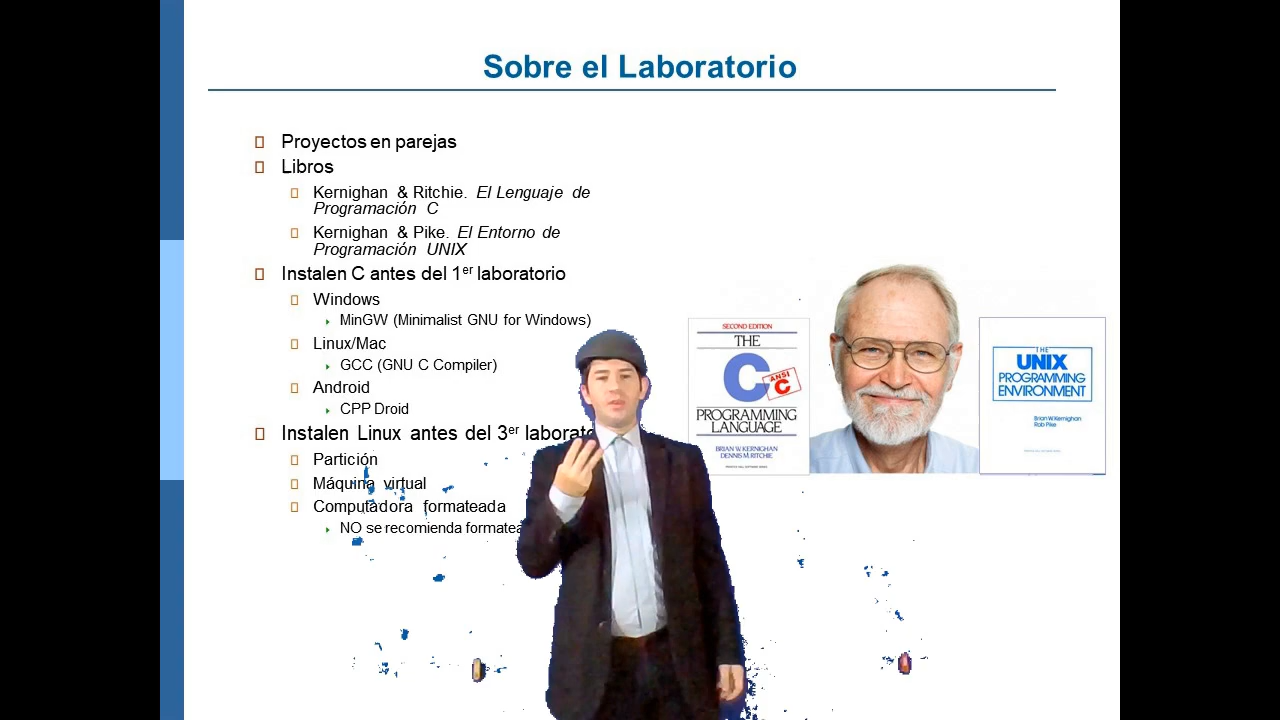 Sobre el Laboratorio
Proyectos en parejas
Libros
Kernighan & Ritchie. El Lenguaje de
Programación C
Kernighan & Pike. El Entorno de
Programación UNIX
Instalen C antes del 1er laboratorio
Windows
MinGW (Minimalist GNU for Windows)
Linux/Mac
GCC (GNU C Compiler)
Android
CPP Droid
Instalen Linux antes del 3er laborato
Partición
Máquina virtual
Computadora formateada
NO se recomienda formatea
SECOND EDITION
THE
C
ANSI
C
PROGRAMMING
LANGUAGE
BRIAN W. KERNIGHAN
DENNIS M. RITCHIE
THE
UNIX
PROGRAMMING
ENVIRONMENT
Brian W. Kernighan
Rob Pike